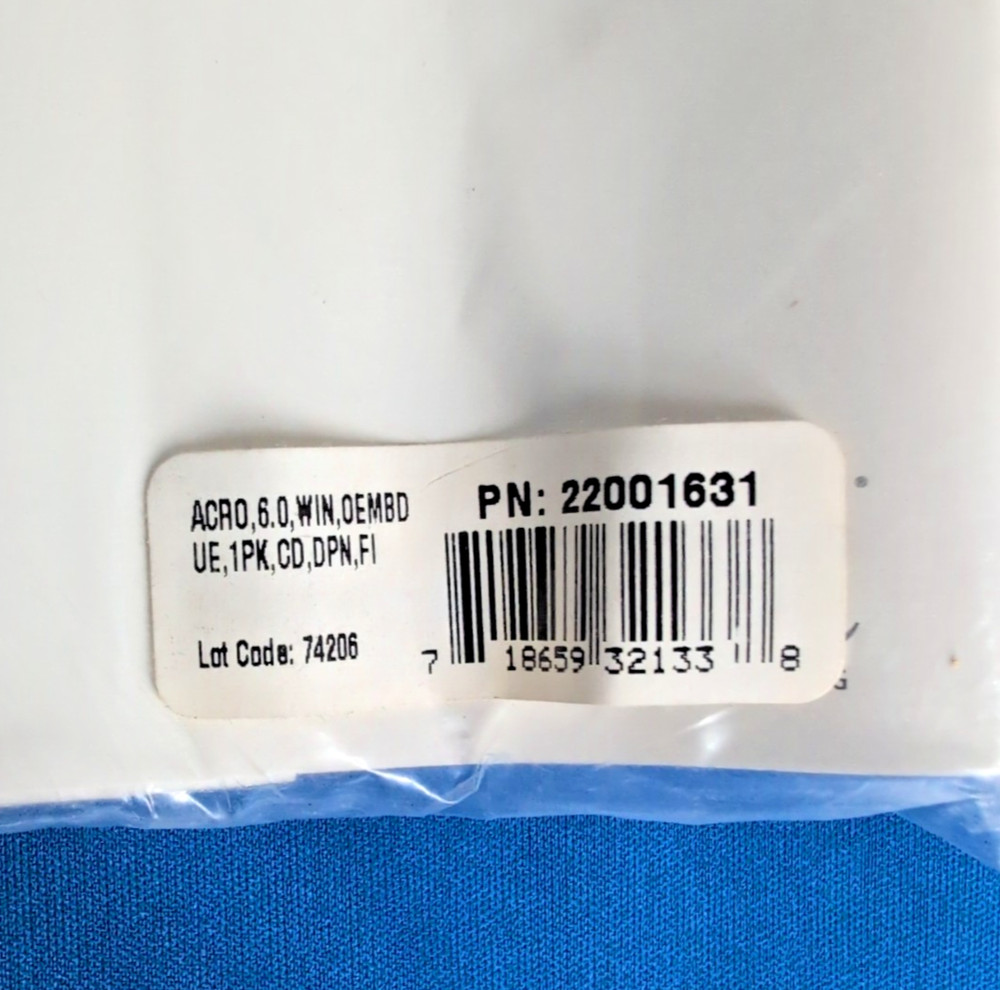 ACRO,6.0,WIN,OEMBD
UE,1PK,CD,DPN,FI
Lot Code: 74206
PN: 22001631
7 18659 32133 8
®
G